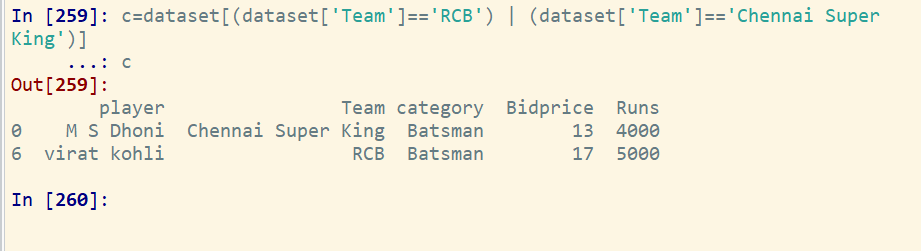 In [259]: c=dataset[(dataset['Team']=='RCB') | (dataset['Team']=='Chennai Super
King')]
...: c
Out[259]:
player Team category Bidprice Runs
0 M S Dhoni Chennai Super King Batsman 13 4000
6 virat kohli RCB Batsman 17 5000
In [260]: